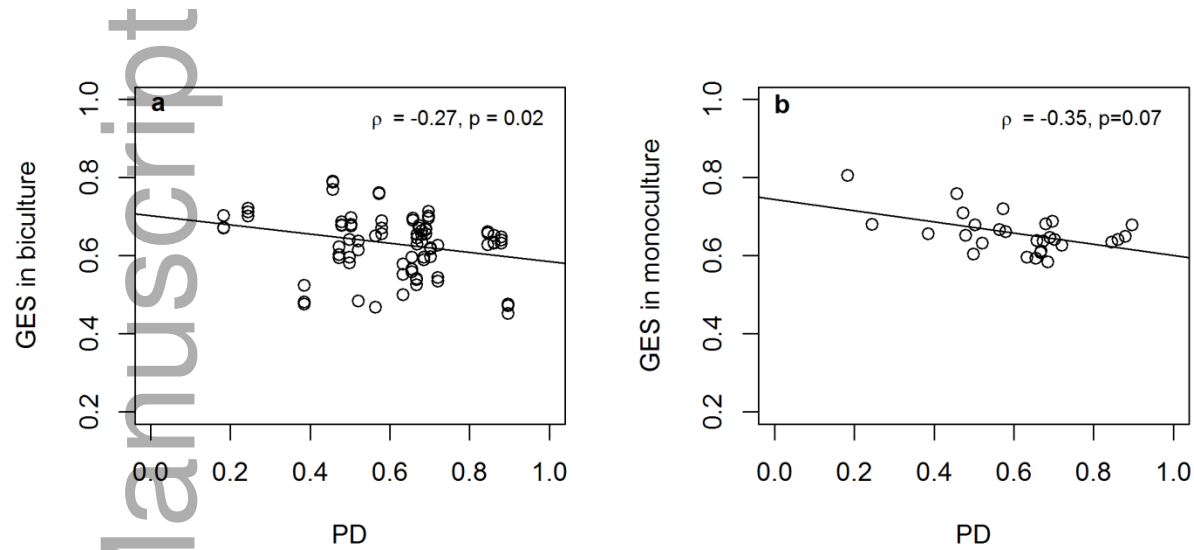 lanuscript
a
ρ = -0.27, p = 0.02
GES in biculture
1.0
0.8
0.6
0.4
0.2
0.0 0.2 0.4 0.6 0.8 1.0
PD
b
ρ = -0.35, p=0.07
GES in monoculture
1.0
0.8
0.6
0.4
0.2
0.0 0.2 0.4 0.6 0.8 1.0
PD